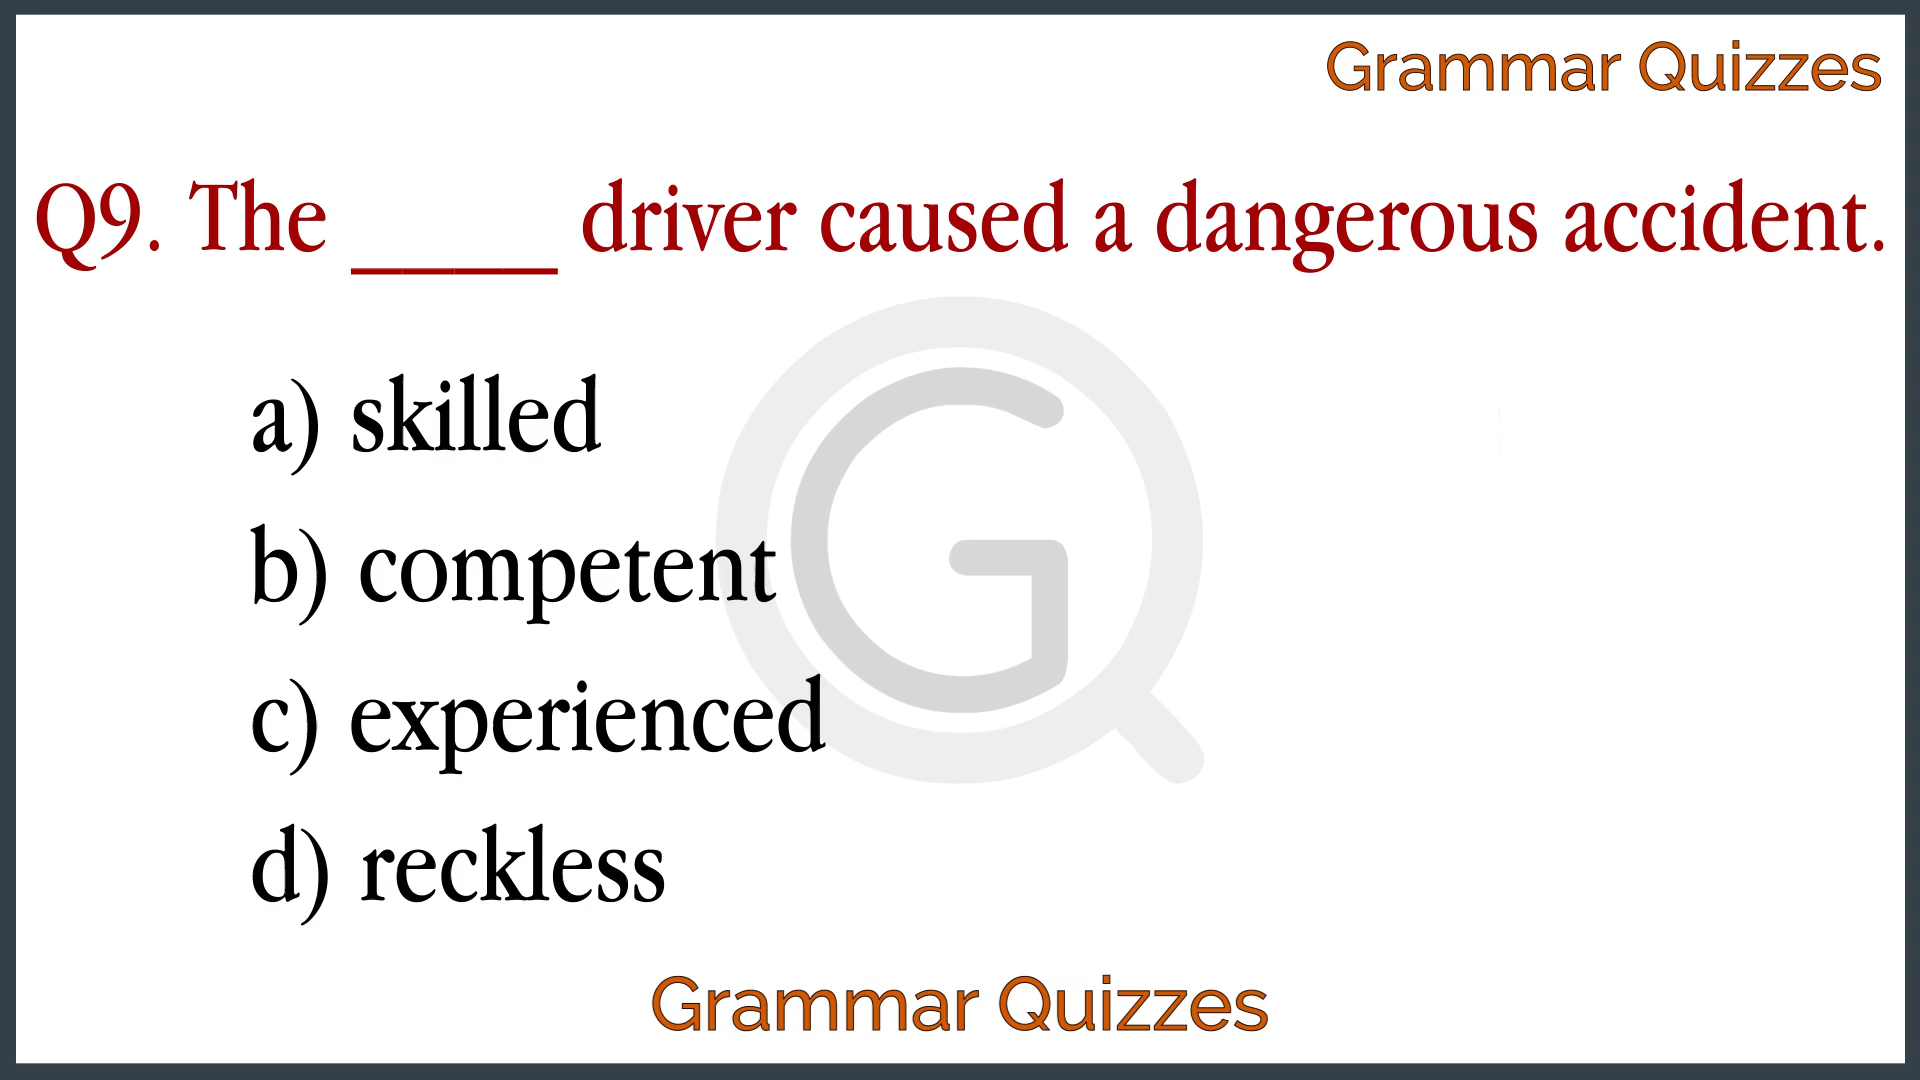 Grammar Quizzes
Q9. The ____ driver caused a dangerous accident.
a) skilled
b) competent
c) experienced
d) reckless
G
Grammar Quizzes